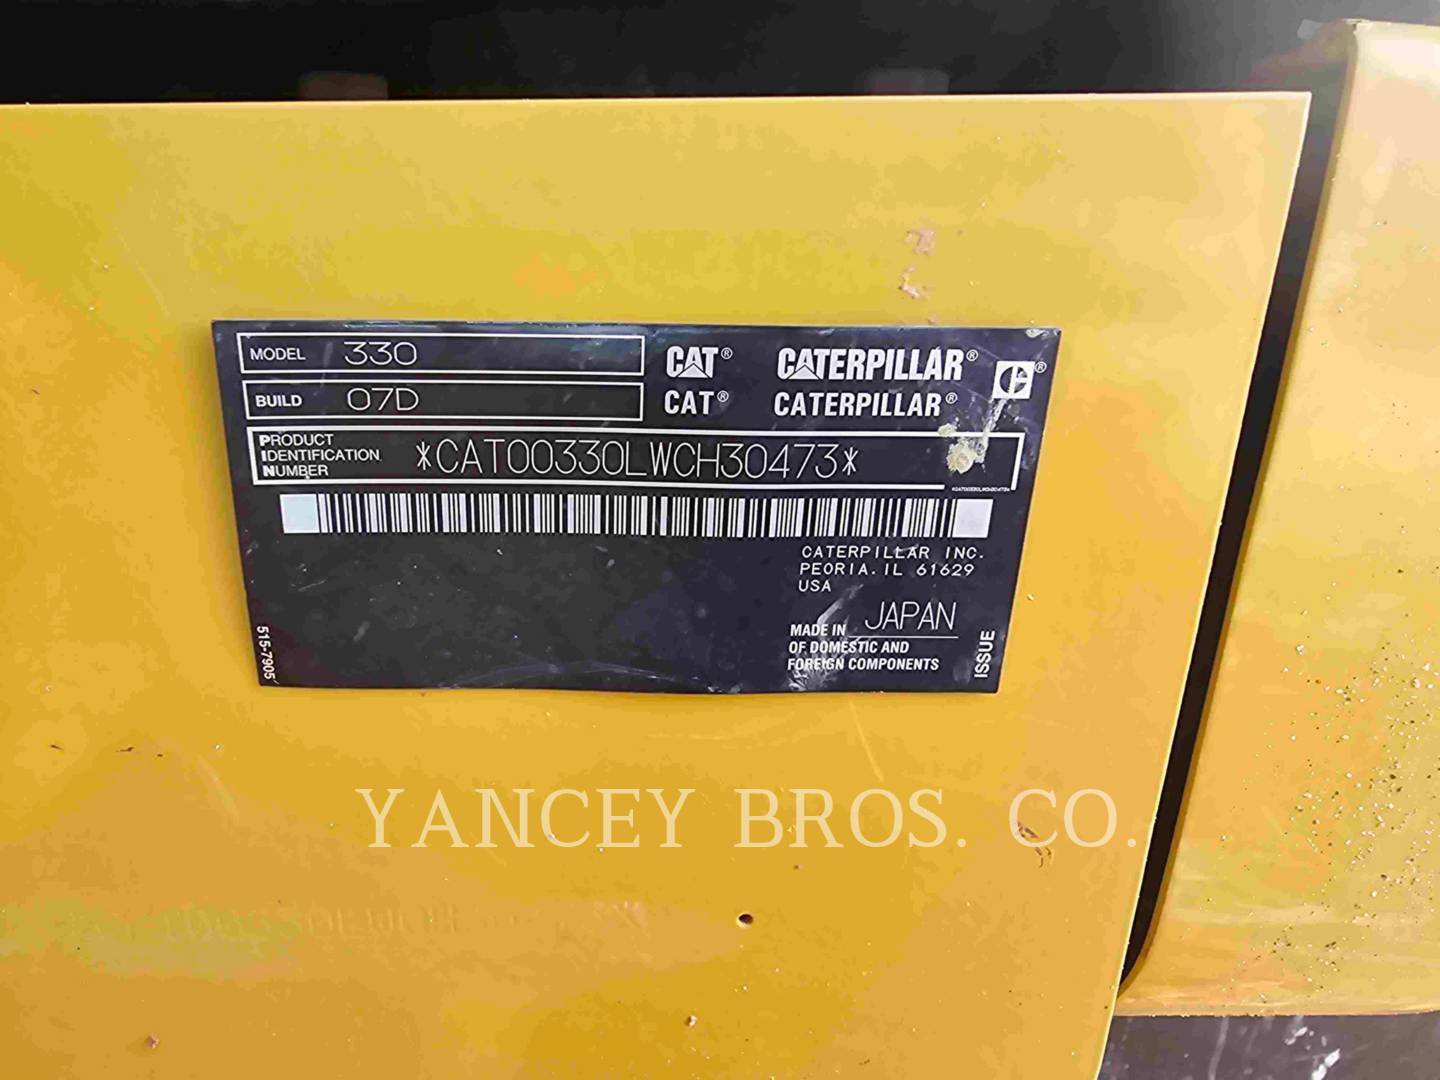 MODEL 330
BUILD 07D
CAT® CATERPILLAR®
CAT® CATERPILLAR®
PRODUCT
IDENTIFICATION
NUMBER
*CAT00330LWCH30473*
*CAT00330LWCH30473*
CATERPILLAR INC.
PEORIA. IL 61629
USA
MADE IN JAPAN
OF DOMESTIC AND
FOREIGN COMPONENTS
515-7905
ISSUE
YANCEY BROS. CO.